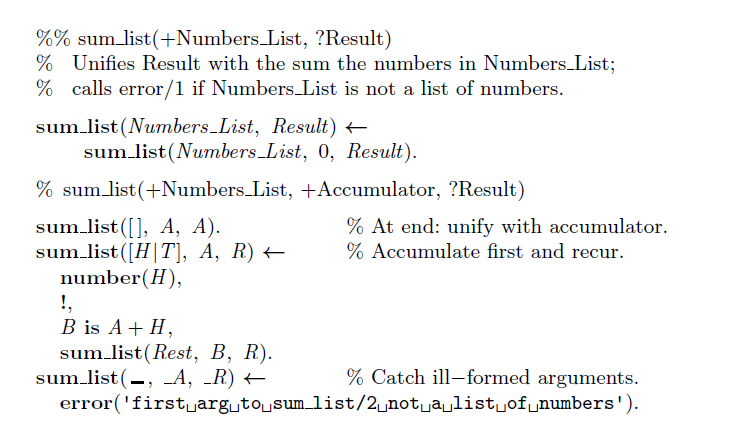 %% sum_list(+Numbers_List, ?Result)
% Unifies Result with the sum the numbers in Numbers_List;
% calls error/1 if Numbers_List is not a list of numbers.
sum_list(Numbers_List, Result) ←
sum_list(Numbers_List, 0, Result).
% sum_list(+Numbers_List, +Accumulator, ?Result)
sum_list([], A, A). % At end: unify with accumulator.
sum_list([H|T], A, R) ← % Accumulate first and recur.
number(H),
!,
B is A + H,
sum_list(Rest, B, R).
sum_list(_, _A, _R) ← % Catch ill−formed arguments.
error('first␣arg␣to␣sum_list/2␣not␣a␣list␣of␣numbers').